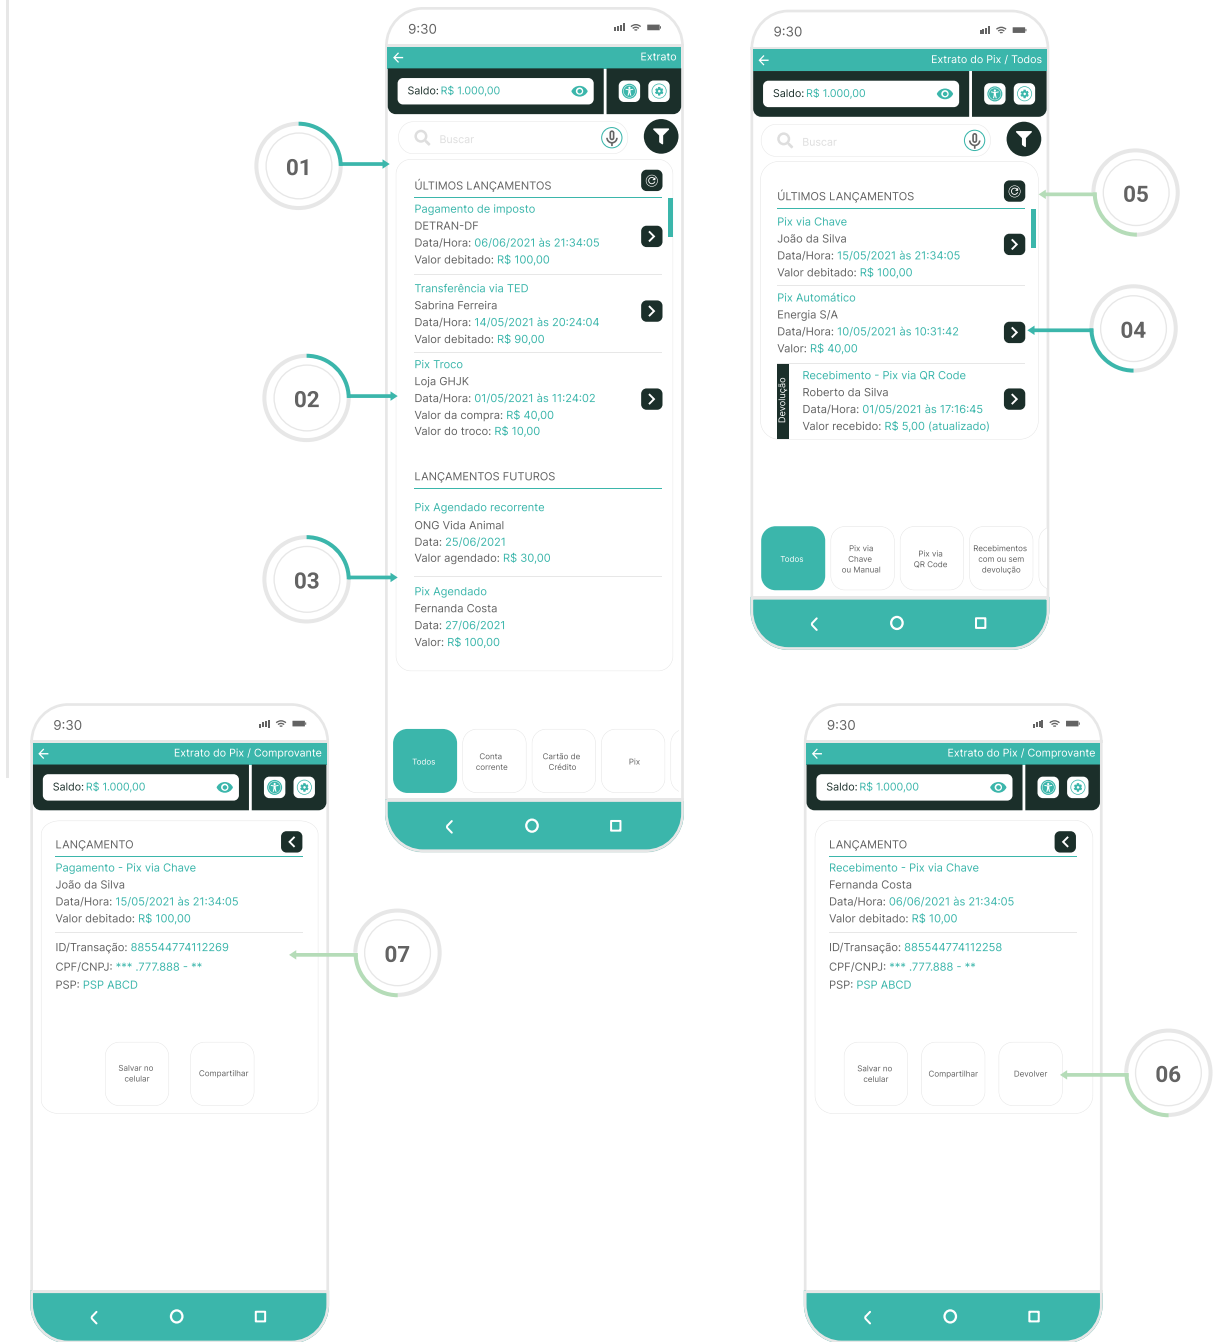 9:30
Extrato
Saldo: R$ 1.000,00
Buscar
ÚLTIMOS LANÇAMENTOS
Pagamento de imposto
DETRAN-DF
Data/Hora: 06/06/2021 às 21:34:05
Valor debitado: R$ 100,00
Transferência via TED
Sabrina Ferreira
Data/Hora: 14/05/2021 às 20:24:04
Valor debitado: R$ 90,00
Pix Troco
Loja GHJK
Data/Hora: 01/05/2021 às 11:24:02
Valor da compra: R$ 40,00
Valor do troco: R$ 10,00
LANÇAMENTOS FUTUROS
Pix Agendado recorrente
ONG Vida Animal
Data: 25/06/2021
Valor agendado: R$ 30,00
Pix Agendado
Fernanda Costa
Data: 27/06/2021
Valor: R$ 100,00
Todos
Conta
corrente
Cartão de
Crédito
Pix
01
02
03
9:30
Extrato do Pix / Todos
Saldo: R$ 1.000,00
Buscar
ÚLTIMOS LANÇAMENTOS
Pix via Chave
João da Silva
Data/Hora: 15/05/2021 às 21:34:05
Valor debitado: R$ 100,00
Pix Automático
Energia S/A
Data/Hora: 10/05/2021 às 10:31:42
Valor: R$ 40,00
Devolução
Recebimento - Pix via QR Code
Roberto da Silva
Data/Hora: 01/05/2021 às 17:16:45
Valor recebido: R$ 5,00 (atualizado)
Todos
Pix via
Chave
ou Manual
Pix via
QR Code
Recebimentos
com ou sem
devolução
05
04
9:30
Extrato do Pix / Comprovante
Saldo: R$ 1.000,00
LANÇAMENTO
Pagamento - Pix via Chave
João da Silva
Data/Hora: 15/05/2021 às 21:34:05
Valor debitado: R$ 100,00
ID/Transação: 885544774112269
CPF/CNPJ: *** .777.888 - **
PSP: PSP ABCD
Salvar no
celular
Compartilhar
07
9:30
Extrato do Pix / Comprovante
Saldo: R$ 1.000,00
LANÇAMENTO
Recebimento - Pix via Chave
Fernanda Costa
Data/Hora: 06/06/2021 às 21:34:05
Valor debitado: R$ 10,00
ID/Transação: 885544774112258
CPF/CNPJ: *** .777.888 - **
PSP: PSP ABCD
Salvar no
celular
Compartilhar
Devolver
06